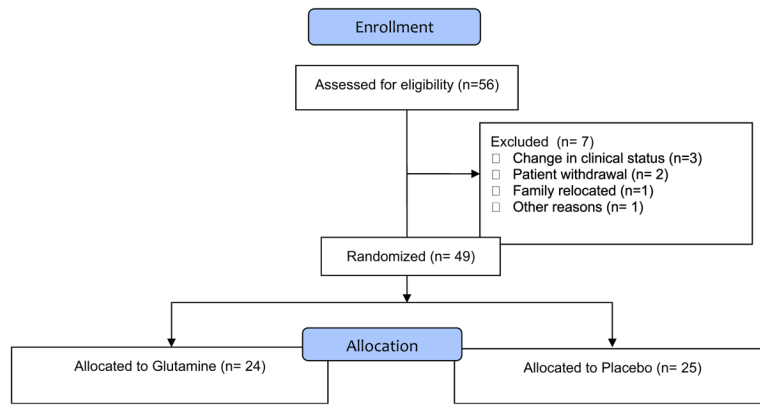 Enrollment
Assessed for eligibility (n=56)
Excluded (n= 7)
Change in clinical status (n=3)
Patient withdrawal (n= 2)
Family relocated (n=1)
Other reasons (n= 1)
Randomized (n= 49)
Allocation
Allocated to Glutamine (n= 24)
Allocated to Placebo (n= 25)